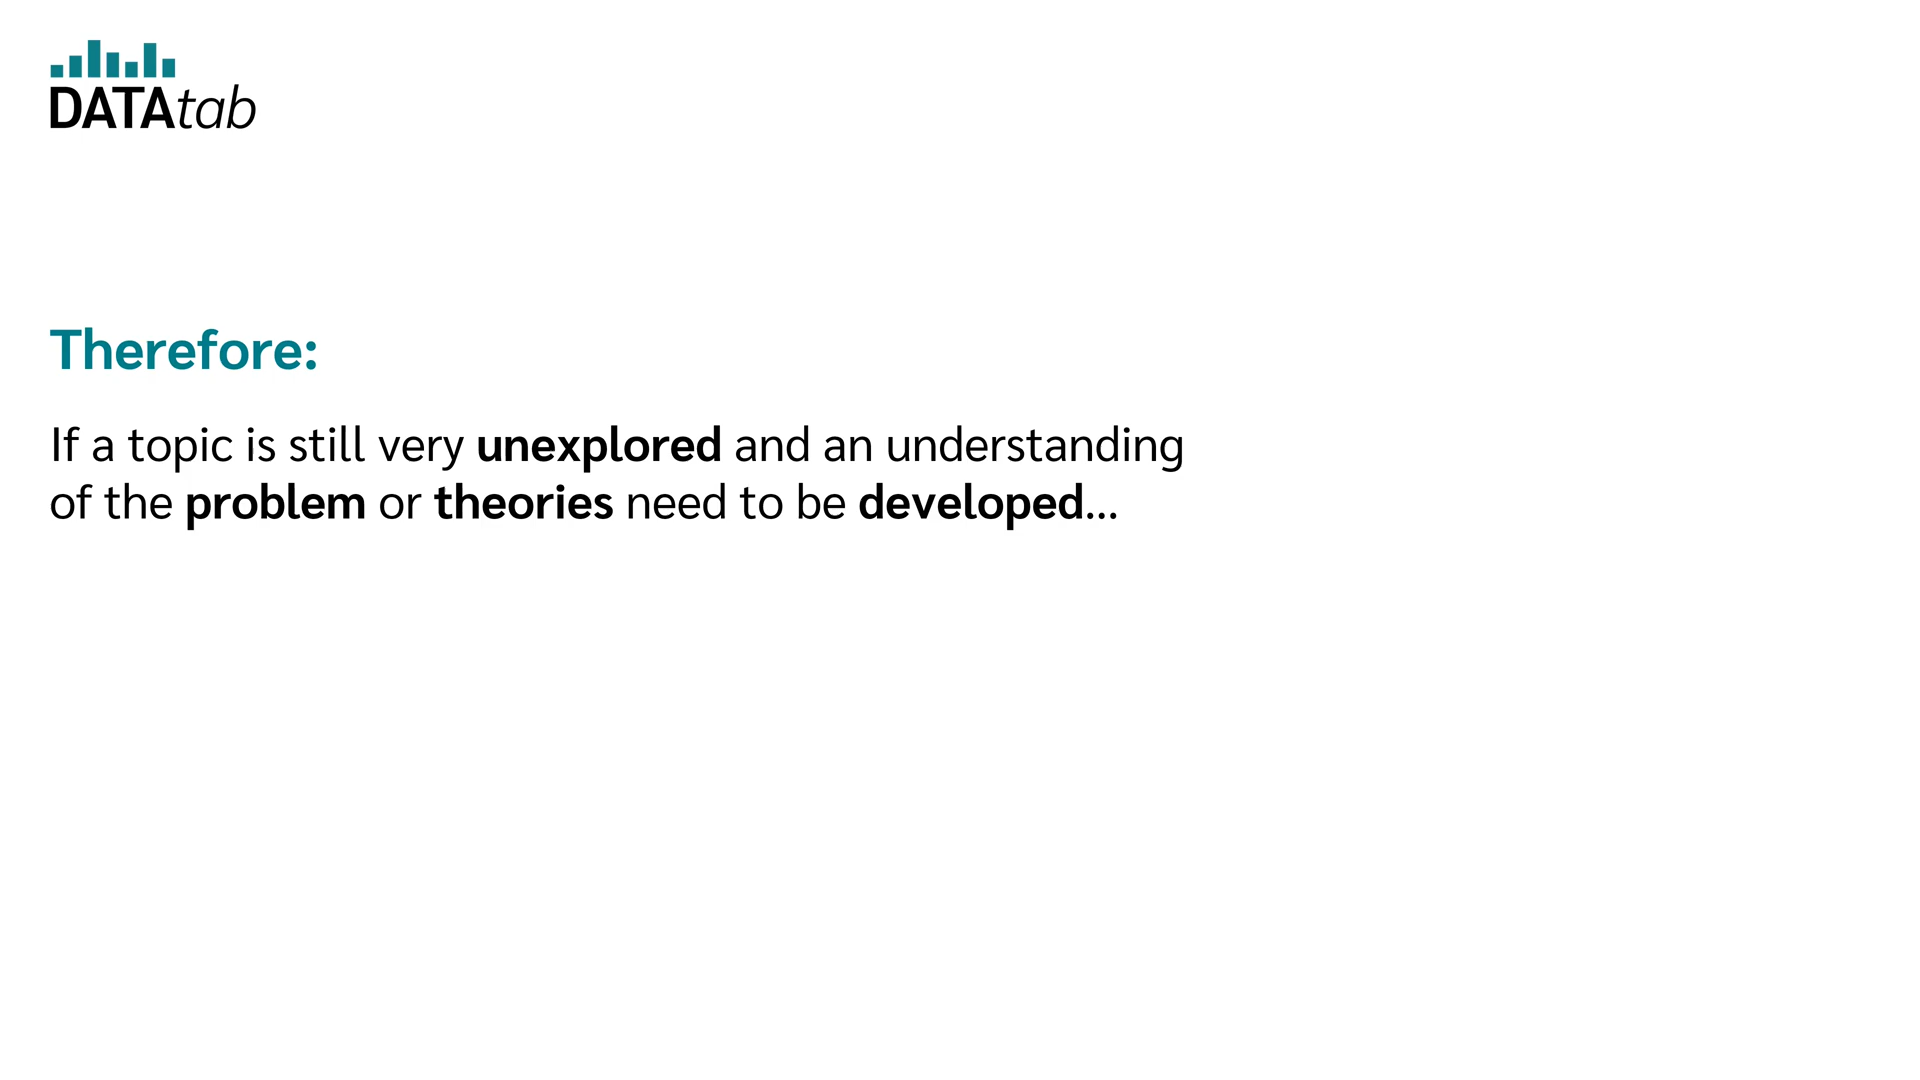 DATAtab
Therefore:
If a topic is still very unexplored and an understanding
of the problem or theories need to be developed...